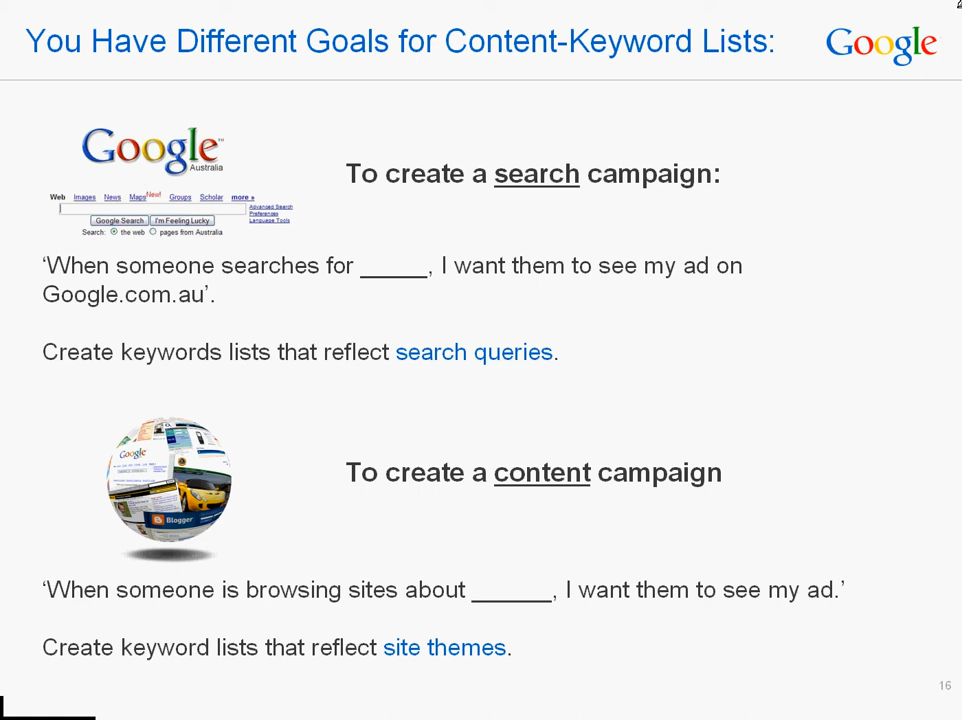 You Have Different Goals for Content-Keyword Lists:
Google
Google™
Australia
To create a search campaign:
Web Images News Maps New! Groups Scholar more »
Advanced Search
Preferences
Language Tools
Google Search I'm Feeling Lucky
Search: the web pages from Australia
‘When someone searches for _____, I want them to see my ad on
Google.com.au’.
Create keywords lists that reflect search queries.
Google
To create a content campaign
Blogger
‘When someone is browsing sites about ______, I want them to see my ad.’
Create keyword lists that reflect site themes.
16